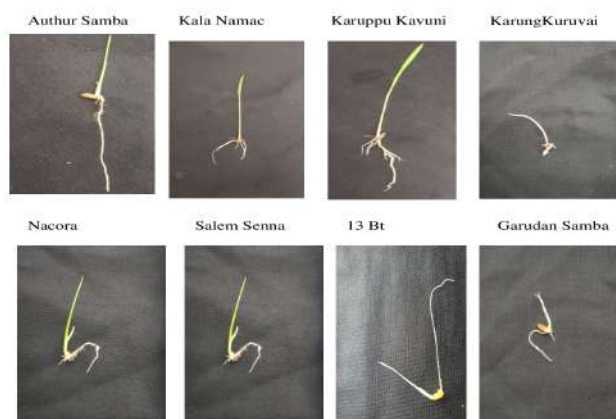 Authur Samba
Kala Namac
Karuppu Kavuni
KarungKuruvai
Nacora
Salem Senna
13 Bt
Garudan Samba